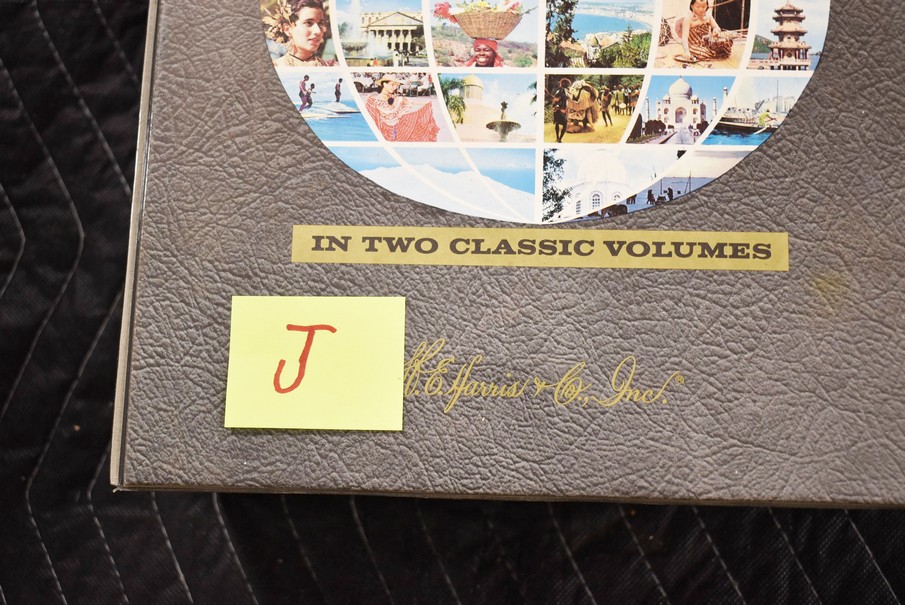 IN TWO CLASSIC VOLUMES
J
E. Harris & Co., Inc.®